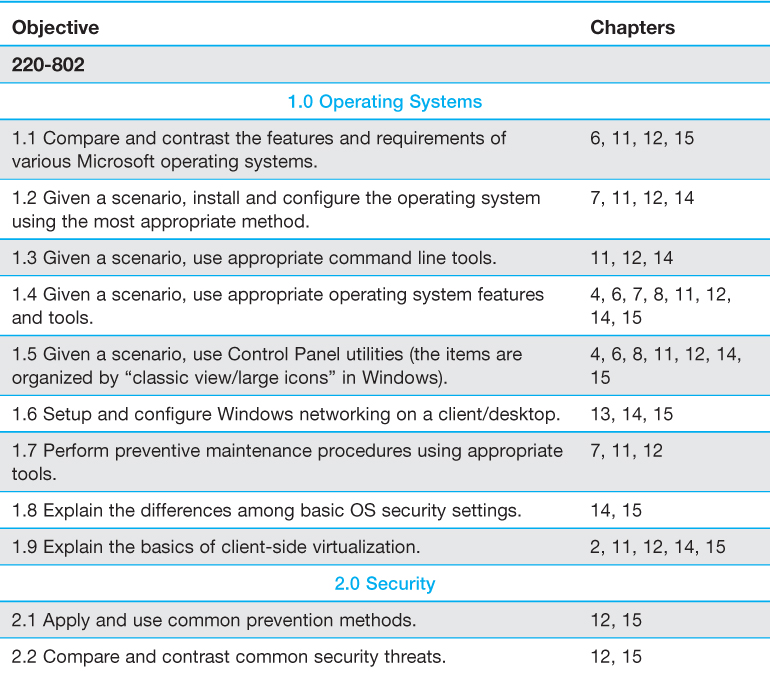 Objective Chapters
220-802
1.0 Operating Systems
1.1 Compare and contrast the features and requirements of 6, 11, 12, 15
various Microsoft operating systems.
1.2 Given a scenario, install and configure the operating system 7, 11, 12, 14
using the most appropriate method.
1.3 Given a scenario, use appropriate command line tools. 11, 12, 14
1.4 Given a scenario, use appropriate operating system features 4, 6, 7, 8, 11, 12,
and tools. 14, 15
1.5 Given a scenario, use Control Panel utilities (the items are 4, 6, 8, 11, 12, 14,
organized by “classic view/large icons” in Windows). 15
1.6 Setup and configure Windows networking on a client/desktop. 13, 14, 15
1.7 Perform preventive maintenance procedures using appropriate 7, 11, 12
tools.
1.8 Explain the differences among basic OS security settings. 14, 15
1.9 Explain the basics of client-side virtualization. 2, 11, 12, 14, 15
2.0 Security
2.1 Apply and use common prevention methods. 12, 15
2.2 Compare and contrast common security threats. 12, 15